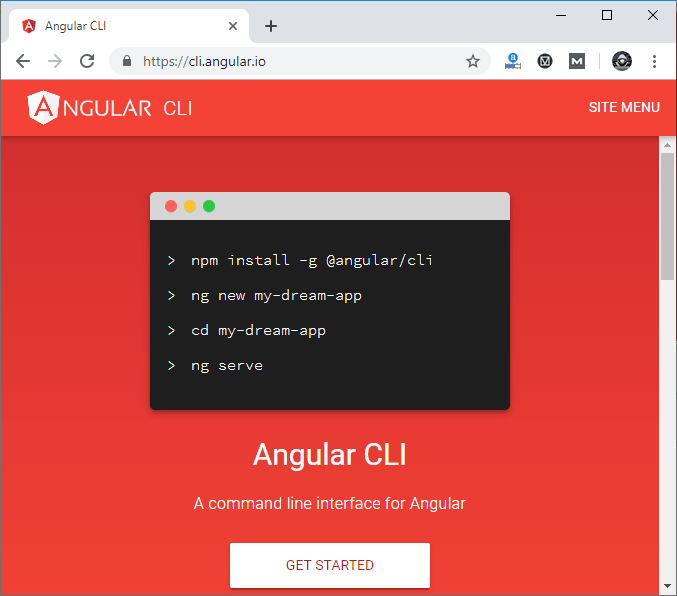 Angular CLI
https://cli.angular.io
ANGULAR CLI
SITE MENU
> npm install -g @angular/cli
> ng new my-dream-app
> cd my-dream-app
> ng serve
Angular CLI
A command line interface for Angular
GET STARTED